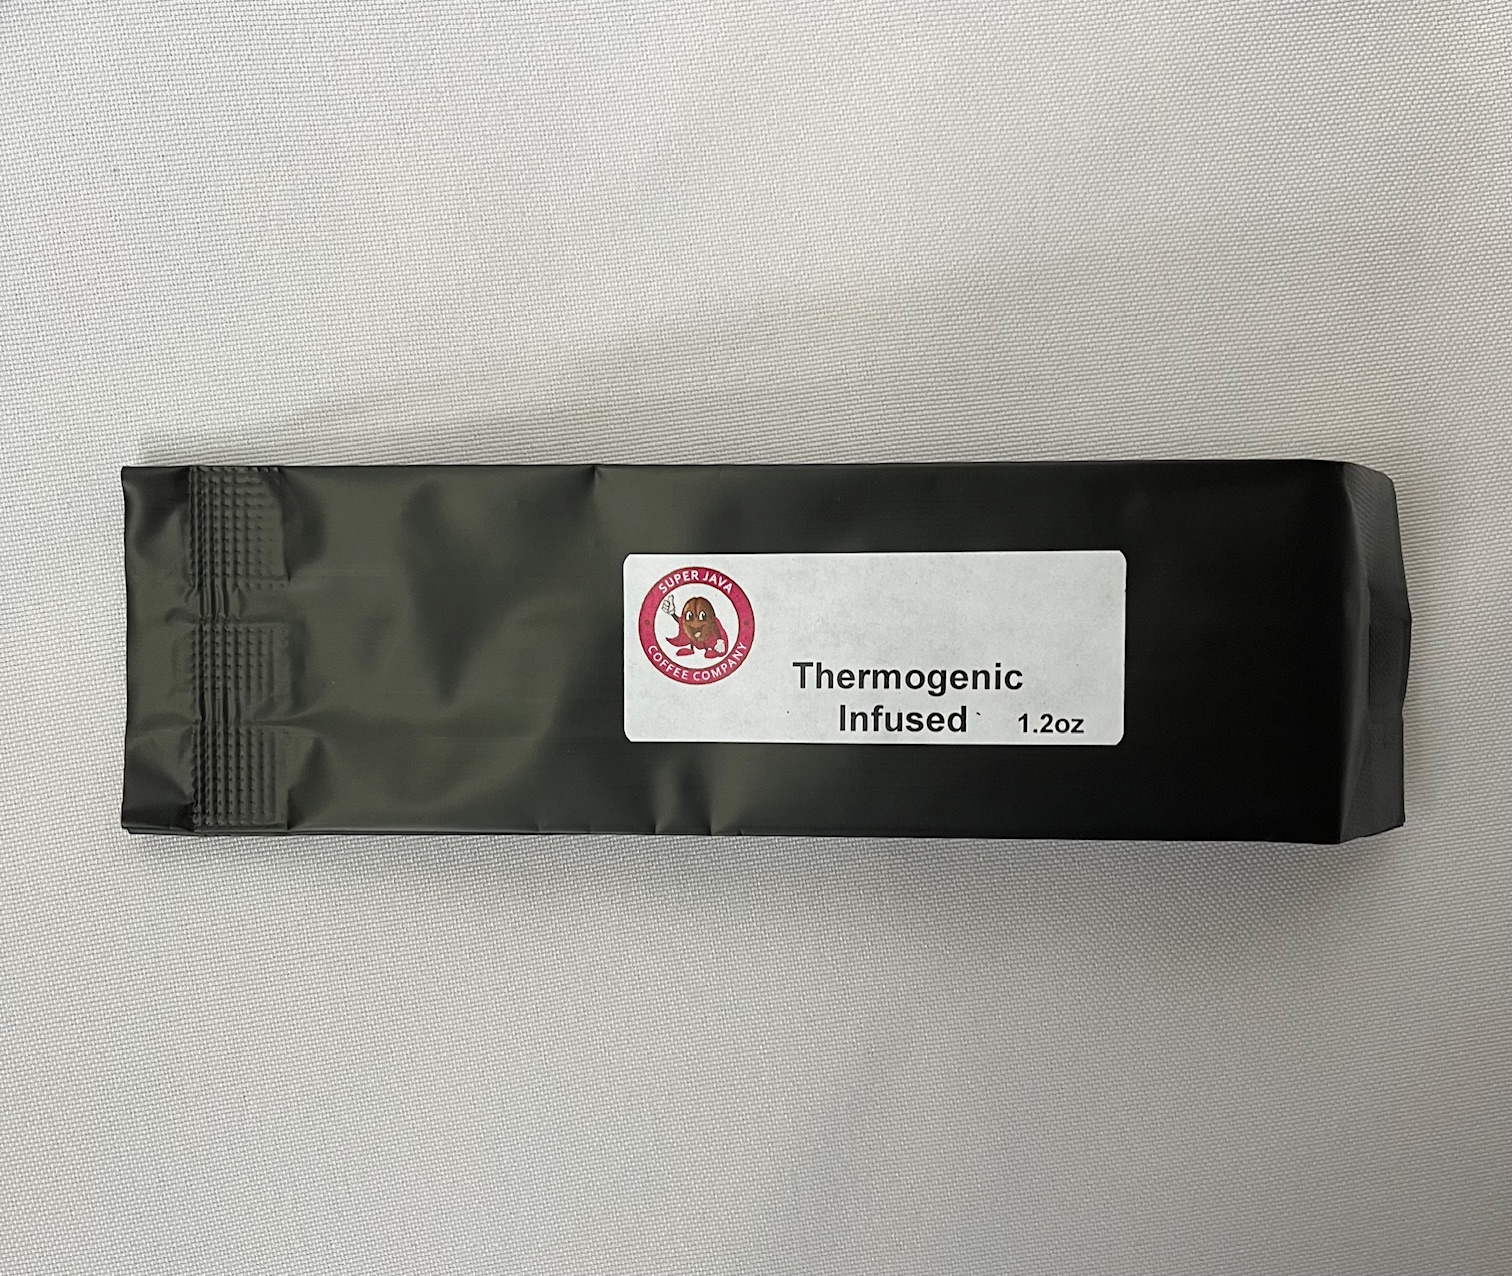 SUPER JAVA
COFFEE COMPANY
Thermogenic
Infused 1.2oz